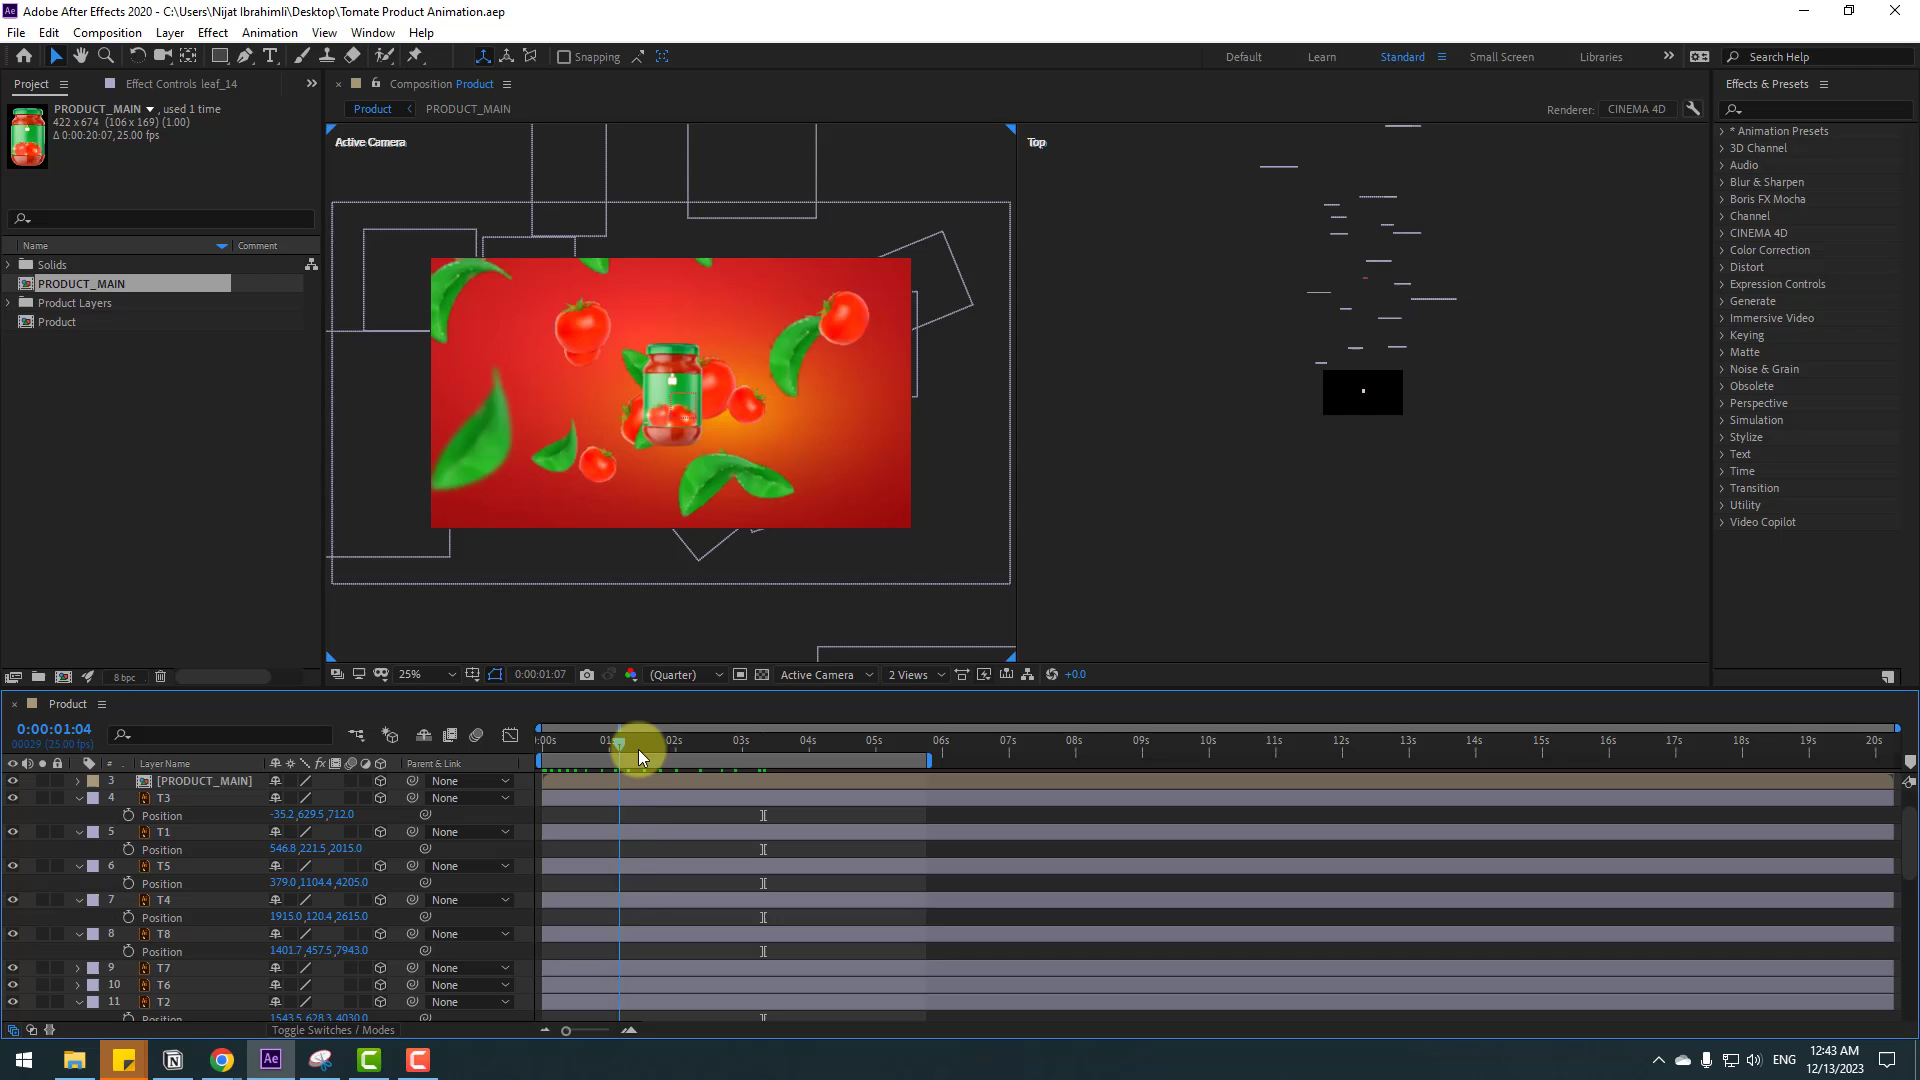 Adobe After Effects 2020 - C:\Users\Nijat Ibrahimli\Desktop\Tomate Product Animation.aep
File Edit Composition Layer Effect Animation View Window Help
Snapping Default Learn Standard Small Screen Libraries Search Help
Project Effect Controls leaf_14
PRODUCT_MAIN , used 1 time
422 x 674 (106 x 169) (1.00)
Δ 0:00:20:07, 25.00 fps
Name Comment
Solids
PRODUCT_MAIN
Product Layers
Product
8 bpc
Composition Product
Product PRODUCT_MAIN Renderer: CINEMA 4D
Active Camera Top
25% 0:00:01:07 (Quarter) Active Camera 2 Views +0.0
Effects & Presets
* Animation Presets
3D Channel
Audio
Blur & Sharpen
Boris FX Mocha
Channel
CINEMA 4D
Color Correction
Distort
Expression Controls
Generate
Immersive Video
Keying
Matte
Noise & Grain
Obsolete
Perspective
Simulation
Stylize
Text
Time
Transition
Utility
Video Copilot
Product
0:00:01:04
00029 (25.00 fps)
:00s 01s 02s 03s 04s 05s 06s 07s 08s 09s 10s 11s 12s 13s 14s 15s 16s 17s 18s 19s 20s
# Layer Name Parent & Link
3 [PRODUCT_MAIN] None
4 T3 None
Position -35.2,629.5,712.0
5 T1 None
Position 546.8,221.5,2015.0
6 T5 None
Position 379.0,1104.4,4205.0
7 T4 None
Position 1915.0,120.4,2615.0
8 T8 None
Position 1401.7,457.5,7943.0
9 T7 None
10 T6 None
11 T2 None
Position 1543.5,628.3,4030.0
Toggle Switches / Modes
ENG 12:43 AM
12/13/2023